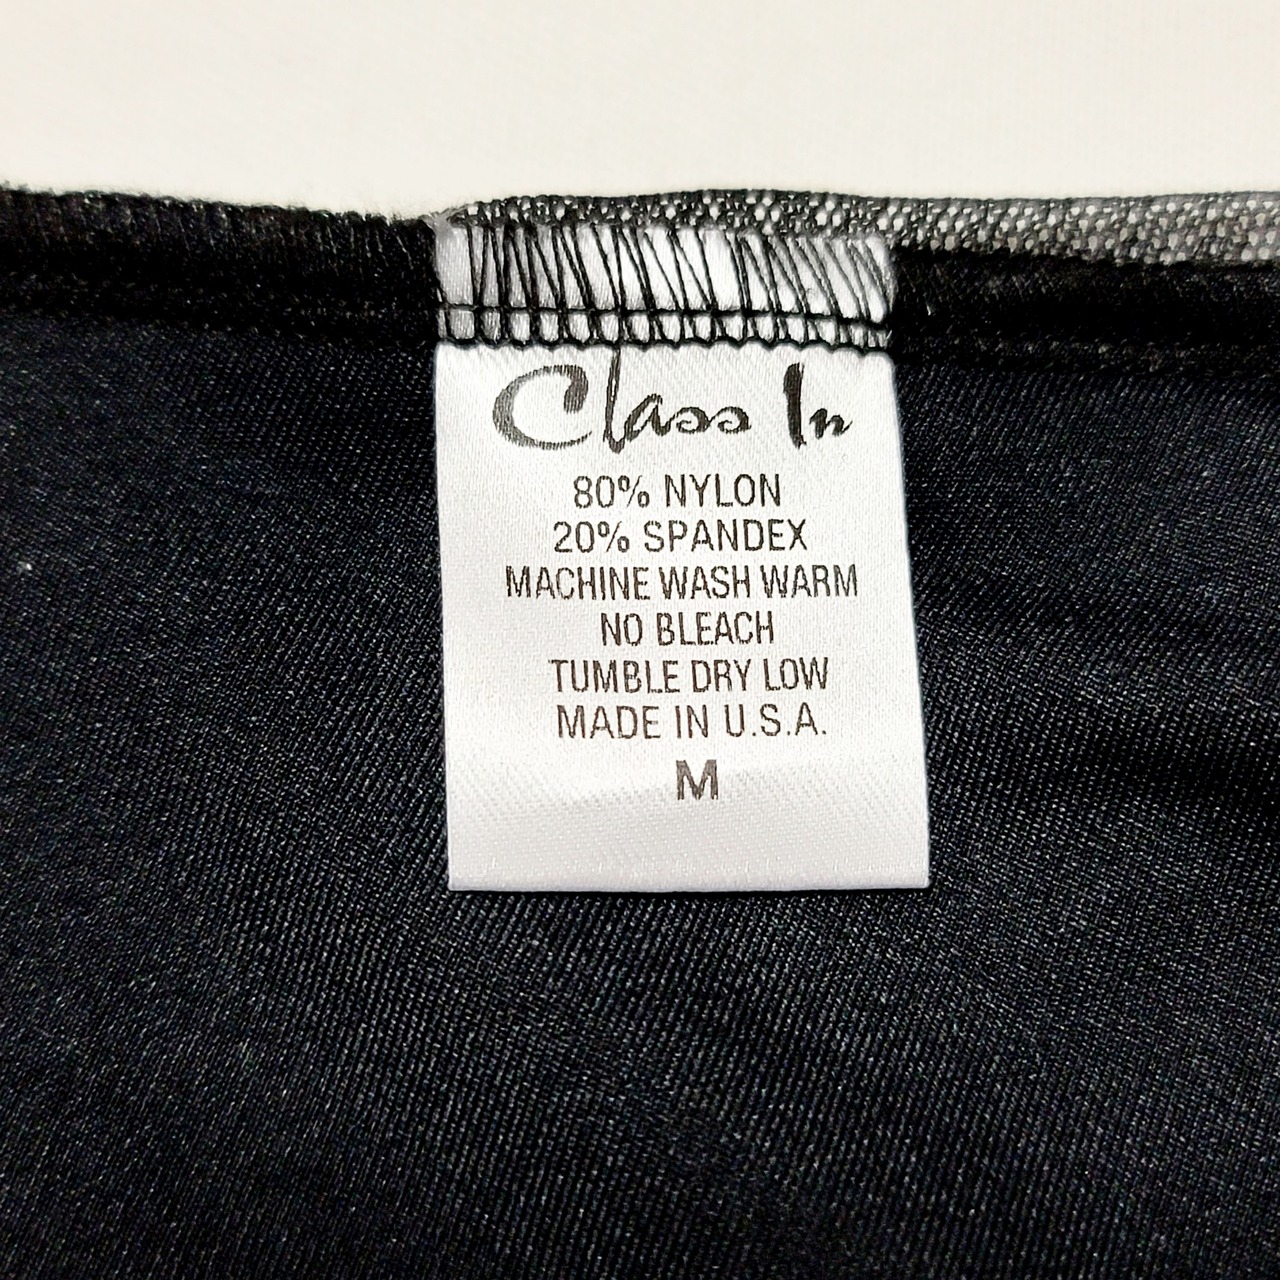 Class In
80% NYLON
20% SPANDEX
MACHINE WASH WARM
NO BLEACH
TUMBLE DRY LOW
MADE IN U.S.A.
M